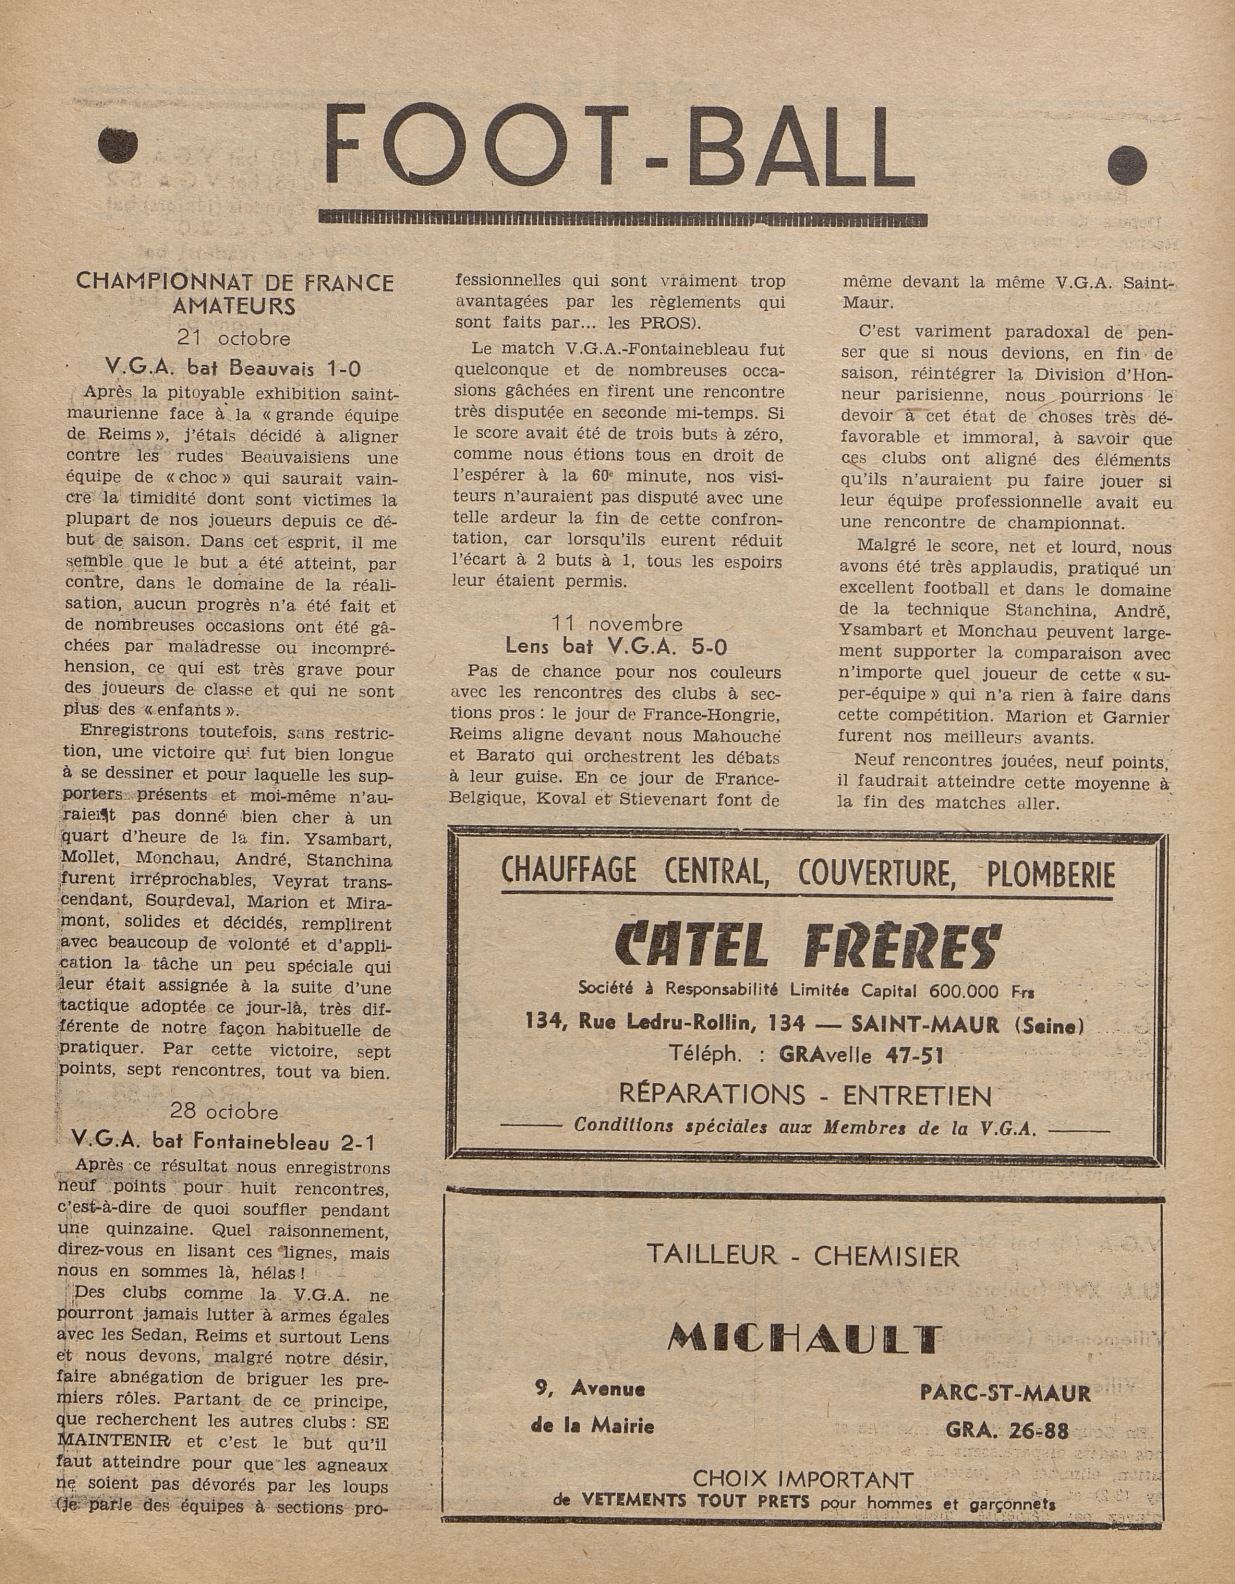 FOOT-BALL
CHAMPIONNAT DE FRANCE
AMATEURS
21 octobre
V.G.A. bat Beauvais 1-0
Après la pitoyable exhibition saint-
maurienne face à la « grande équipe
de Reims », j'étais décidé à aligner
contre les rudes Beauvaisiens une
équipe de « choc » qui saurait vain-
cre la timidité dont sont victimes la
plupart de nos joueurs depuis ce dé-
but de saison. Dans cet esprit, il me
semble que le but a été atteint, par
contre, dans le domaine de la réali-
sation, aucun progrès n'a été fait et
de nombreuses occasions ont été gâ-
chées par maladresse ou incompré-
hension, ce qui est très grave pour
des joueurs de classe et qui ne sont
plus des « enfants ».
Enregistrons toutefois, sans restric-
tion, une victoire qui fut bien longue
à se dessiner et pour laquelle les sup-
porters présents et moi-même n'au-
raient pas donné bien cher à un
quart d'heure de la fin. Ysambart,
Mollet, Monchau, André, Stanchina
furent irréprochables, Veyrat trans-
cendant, Sourdeval, Marion et Mira-
mont, solides et décidés, remplirent
avec beaucoup de volonté et d'appli-
cation la tâche un peu spéciale qui
leur était assignée à la suite d'une
tactique adoptée ce jour-là, très dif-
férente de notre façon habituelle de
pratiquer. Par cette victoire, sept
points, sept rencontres, tout va bien.
28 octobre
V.G.A. bat Fontainebleau 2-1
Après ce résultat nous enregistrons
neuf points pour huit rencontres,
c'est-à-dire de quoi souffler pendant
une quinzaine. Quel raisonnement,
direz-vous en lisant ces lignes, mais
nous en sommes là, hélas !
Des clubs comme la V.G.A. ne
pourront jamais lutter à armes égales
avec les Sedan, Reims et surtout Lens
et nous devons, malgré notre désir,
faire abnégation de briguer les pre-
miers rôles. Partant de ce principe,
que recherchent les autres clubs : SE
MAINTENIR et c'est le but qu'il
faut atteindre pour que les agneaux
ne soient pas dévorés par les loups
(je parle des équipes à sections pro-
fessionnelles qui sont vraiment trop
avantagées par les règlements qui
sont faits par... les PROS).
Le match V.G.A.-Fontainebleau fut
quelconque et de nombreuses occa-
sions gâchées en firent une rencontre
très disputée en seconde mi-temps. Si
le score avait été de trois buts à zéro,
comme nous étions tous en droit de
l'espérer à la 60e minute, nos visi-
teurs n'auraient pas disputé avec une
telle ardeur la fin de cette confron-
tation, car lorsqu'ils eurent réduit
l'écart à 2 buts à 1, tous les espoirs
leur étaient permis.
11 novembre
Lens bat V.G.A. 5-0
Pas de chance pour nos couleurs
avec les rencontres des clubs à sec-
tions pros : le jour de France-Hongrie,
Reims aligne devant nous Mahouche
et Barato qui orchestrent les débats
à leur guise. En ce jour de France-
Belgique, Koval et Stievenart font de
même devant la même V.G.A. Saint-
Maur.
C'est variment paradoxal de pen-
ser que si nous devions, en fin de
saison, réintégrer la Division d'Hon-
neur parisienne, nous pourrions le
devoir à cet état de choses très dé-
favorable et immoral, à savoir que
ces clubs ont aligné des éléments
qu'ils n'auraient pu faire jouer si
leur équipe professionnelle avait eu
une rencontre de championnat.
Malgré le score, net et lourd, nous
avons été très applaudis, pratiqué un
excellent football et dans le domaine
de la technique Stanchina, André,
Ysambart et Monchau peuvent large-
ment supporter la comparaison avec
n'importe quel joueur de cette « su-
per-équipe » qui n'a rien à faire dans
cette compétition. Marion et Garnier
furent nos meilleurs avants.
Neuf rencontres jouées, neuf points,
il faudrait atteindre cette moyenne à
la fin des matches aller.
CHAUFFAGE CENTRAL, COUVERTURE, PLOMBERIE
CATEL FRÈRES
Société à Responsabilité Limitée Capital 600.000 Frs
134, Rue Ledru-Rollin, 134 — SAINT-MAUR (Seine)
Téléph. : GRAvelle 47-51
RÉPARATIONS - ENTRETIEN
Conditions spéciales aux Membres de la V.G.A.
TAILLEUR - CHEMISIER
MICHAULT
9, Avenue
de la Mairie
PARC-ST-MAUR
GRA. 26-88
CHOIX IMPORTANT
de VETEMENTS TOUT PRETS pour hommes et garçonnets